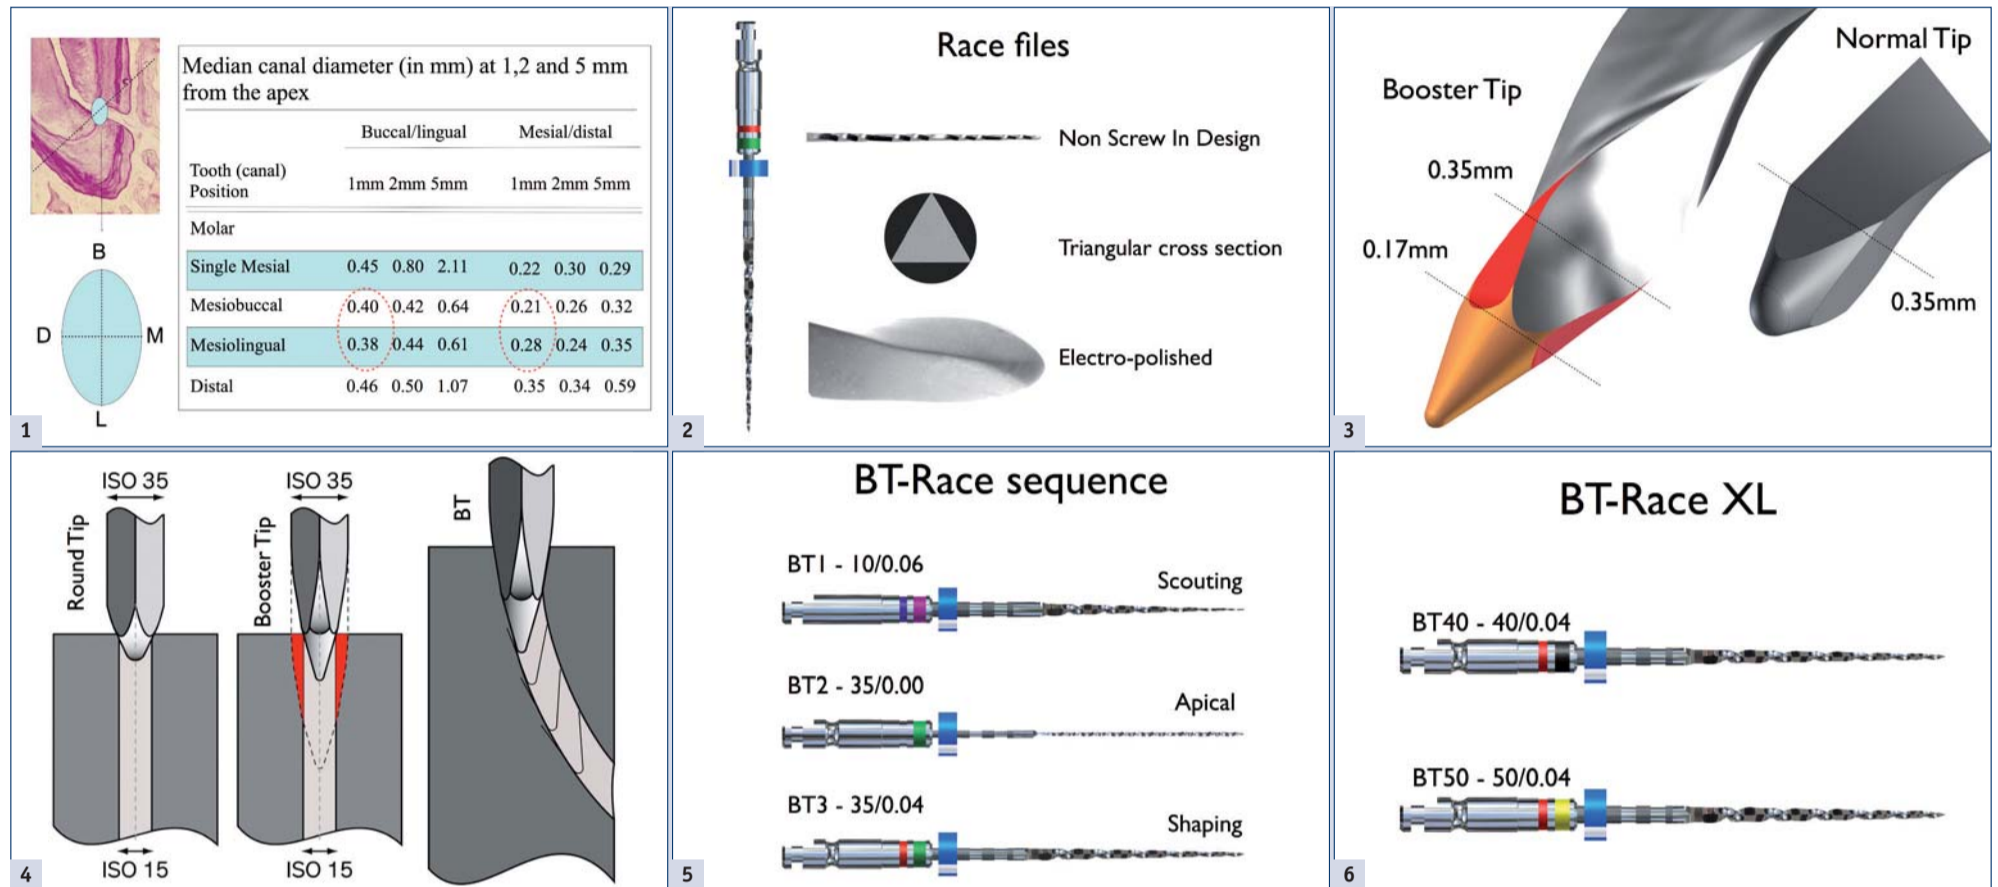 Median canal diameter (in mm) at 1,2 and 5 mm
from the apex
Buccal/lingual Mesial/distal
Tooth (canal)
Position
1mm 2mm 5mm 1mm 2mm 5mm
Molar
Single Mesial 0.45 0.80 2.11 0.22 0.30 0.29
Mesiobuccal 0.40 0.42 0.64 0.21 0.26 0.32
Mesiolingual 0.38 0.44 0.61 0.28 0.24 0.35
Distal 0.46 0.50 1.07 0.35 0.34 0.59
B
D M
L
1
Race files
Non Screw In Design
Triangular cross section
Electro-polished
2
Normal Tip
Booster Tip
0.35mm
0.17mm
0.35mm
3
ISO 35 ISO 35
Round Tip
Booster Tip
BT
ISO 15 ISO 15
4
BT-Race sequence
BT1 - 10/0.06
Scouting
BT2 - 35/0.00
Apical
BT3 - 35/0.04
Shaping
5
BT-Race XL
BT40 - 40/0.04
BT50 - 50/0.04
6